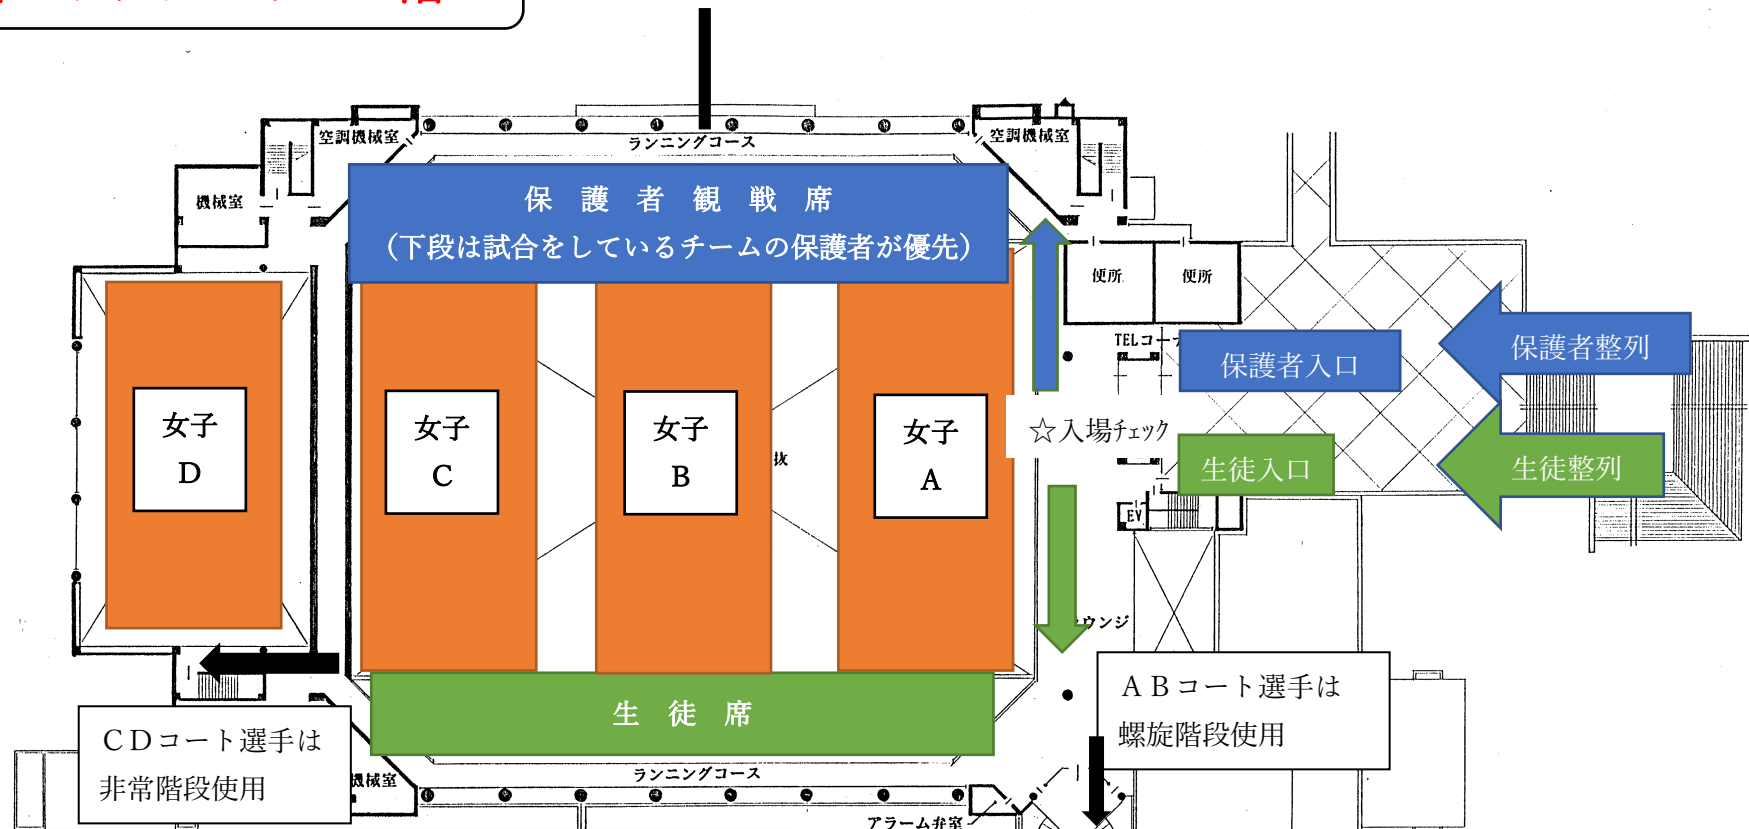 空調機械室
ランニングコース
空調機械室
機械室
保護者観戦席
（下段は試合をしているチームの保護者が優先）
便所
便所
TELコーナ
保護者入口
保護者整列
女子
D
女子
C
女子
B
抜
女子
A
☆入場チェック
生徒入口
生徒整列
EV
ウンジ
ABコート選手は
螺旋階段使用
生徒席
CDコート選手は
非常階段使用
機械室
ランニングコース
アラーム弁室